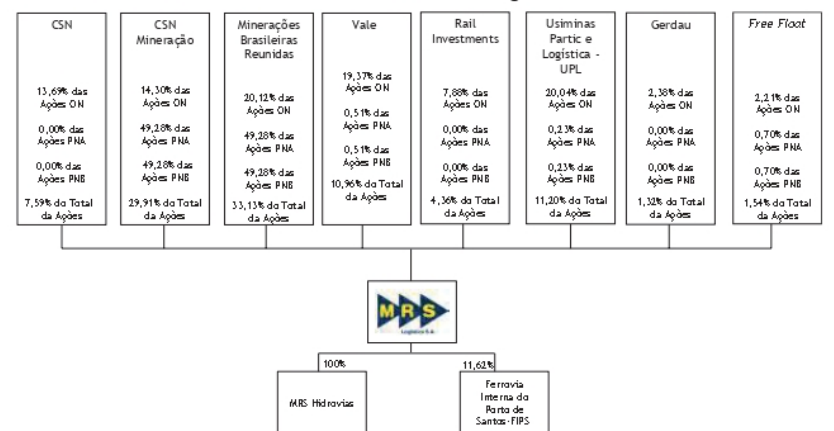 CSN
13,69% das
Ações ON
0,00% das
Ações PNA
0,00% das
Ações PNB
7,59% do Total
da Ações
CSN
Mineração
14,30% das
Ações ON
49,28% das
Ações PNA
49,28% das
Ações PNB
29,91% do Total
da Ações
Minerações
Brasileiras
Reunidas
20,12% das
Ações ON
49,28% das
Ações PNA
49,28% das
Ações PNB
33,13% do Total
da Ações
Vale
19,37% das
Ações ON
0,51% das
Ações PNA
0,51% das
Ações PNB
10,96% do Total
da Ações
Rail
Investments
7,88% das
Ações ON
0,00% das
Ações PNA
0,00% das
Ações PNB
4,36% do Total
da Ações
Usiminas
Partic e
Logística -
UPL
20,04% das
Ações ON
0,23% das
Ações PNA
0,23% das
Ações PNB
11,20% do Total
da Ações
Gerdau
2,38% das
Ações ON
0,00% das
Ações PNA
0,00% das
Ações PNB
1,32% do Total
da Ações
Free Float
2,21% das
Ações ON
0,70% das
Ações PNA
0,70% das
Ações PNB
1,54% do Total
da Ações
MRS
Logística S.A.
100%
11,62%
MRS Hidrovias
Ferrovia
Interna do
Porto de
Santos-FIPS